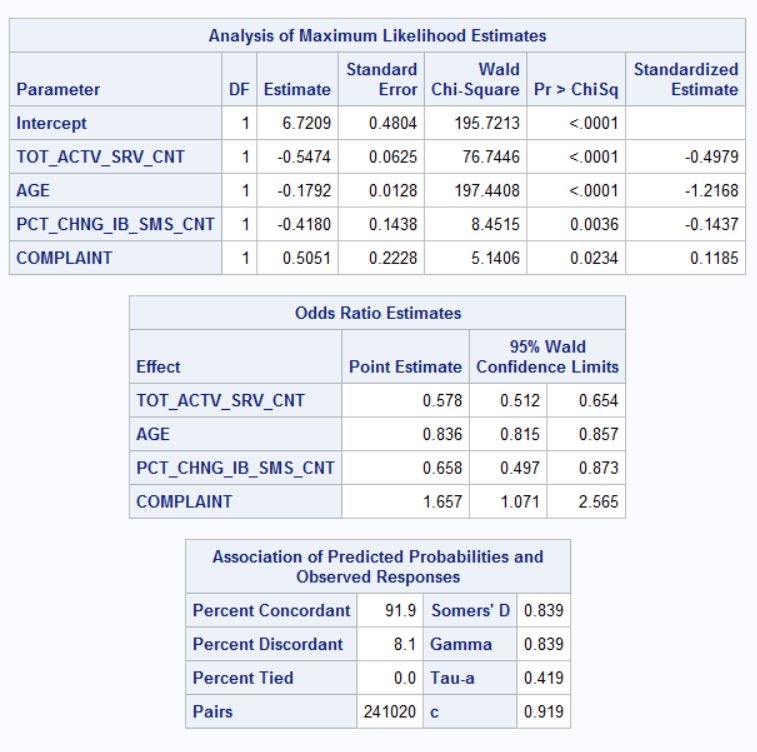 Analysis of Maximum Likelihood Estimates
Parameter DF Estimate Standard Error Wald Chi-Square Pr > ChiSq Standardized Estimate
Intercept 1 6.7209 0.4804 195.7213 <.0001
TOT_ACTV_SRV_CNT 1 -0.5474 0.0625 76.7446 <.0001 -0.4979
AGE 1 -0.1792 0.0128 197.4408 <.0001 -1.2168
PCT_CHNG_IB_SMS_CNT 1 -0.4180 0.1438 8.4515 0.0036 -0.1437
COMPLAINT 1 0.5051 0.2228 5.1406 0.0234 0.1185
Odds Ratio Estimates
Effect Point Estimate 95% Wald Confidence Limits
TOT_ACTV_SRV_CNT 0.578 0.512 0.654
AGE 0.836 0.815 0.857
PCT_CHNG_IB_SMS_CNT 0.658 0.497 0.873
COMPLAINT 1.657 1.071 2.565
Association of Predicted Probabilities and
Observed Responses
Percent Concordant 91.9 Somers' D 0.839
Percent Discordant 8.1 Gamma 0.839
Percent Tied 0.0 Tau-a 0.419
Pairs 241020 c 0.919